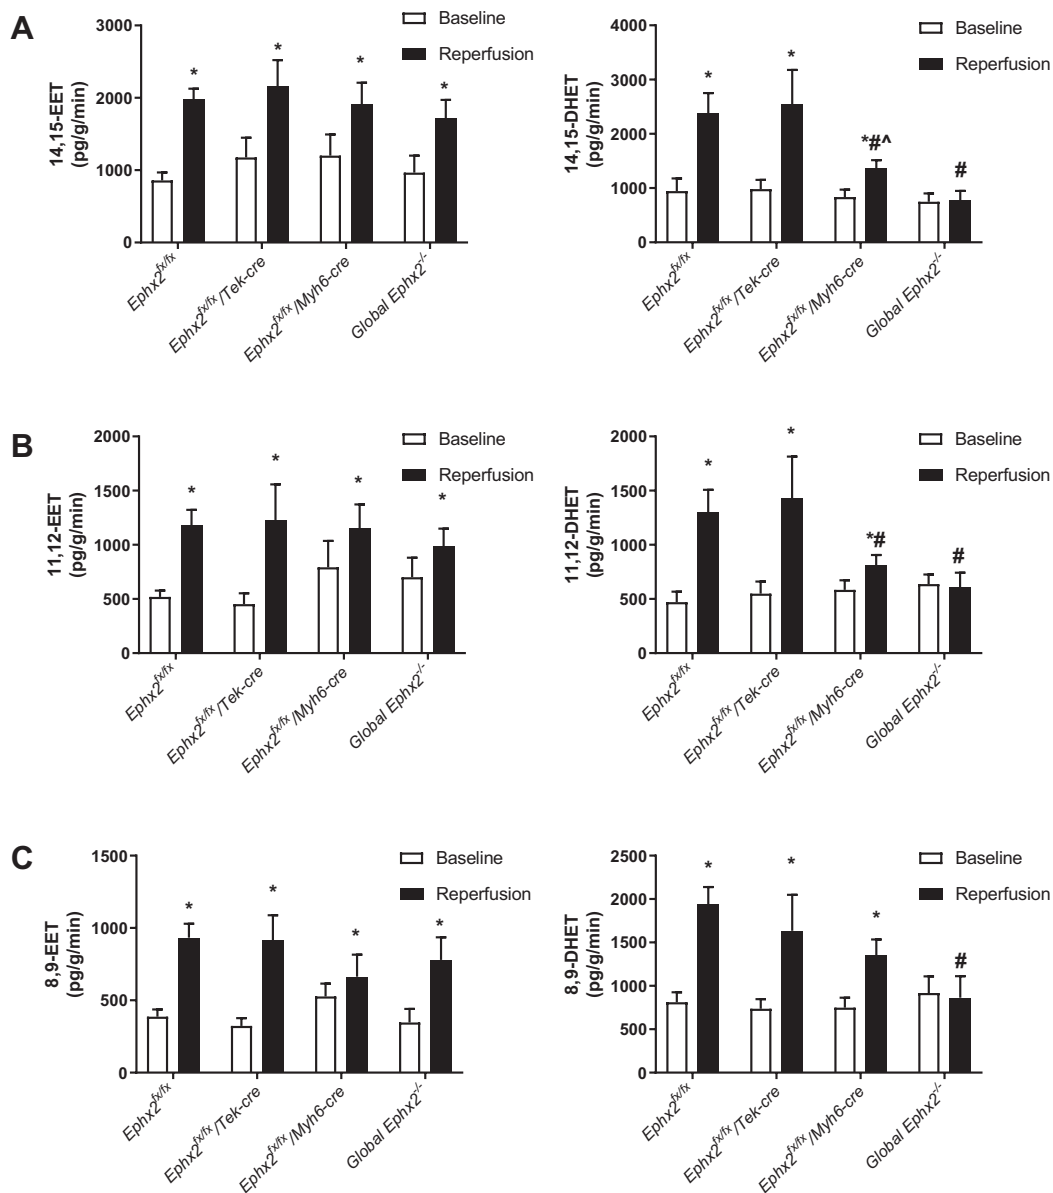 A
14,15-EET
(pg/g/min)
3000
2000
1000
0
Baseline
Reperfusion
*
*
*
*
Ephx2fx/fx
Ephx2fx/fx/Tek-cre
Ephx2fx/fx/Myh6-cre
Global Ephx2-/-
14,15-DHET
(pg/g/min)
4000
3000
2000
1000
0
Baseline
Reperfusion
*
*
*#^
#
Ephx2fx/fx
Ephx2fx/fx/Tek-cre
Ephx2fx/fx/Myh6-cre
Global Ephx2-/-
B
11,12-EET
(pg/g/min)
2000
1500
1000
500
0
Baseline
Reperfusion
*
*
*
*
Ephx2fx/fx
Ephx2fx/fx/Tek-cre
Ephx2fx/fx/Myh6-cre
Global Ephx2-/-
11,12-DHET
(pg/g/min)
2000
1500
1000
500
0
Baseline
Reperfusion
*
*
*#
#
Ephx2fx/fx
Ephx2fx/fx/Tek-cre
Ephx2fx/fx/Myh6-cre
Global Ephx2-/-
C
8,9-EET
(pg/g/min)
1500
1000
500
0
Baseline
Reperfusion
*
*
*
*
Ephx2fx/fx
Ephx2fx/fx/Tek-cre
Ephx2fx/fx/Myh6-cre
Global Ephx2-/-
8,9-DHET
(pg/g/min)
2500
2000
1500
1000
500
0
Baseline
Reperfusion
*
*
*
#
Ephx2fx/fx
Ephx2fx/fx/Tek-cre
Ephx2fx/fx/Myh6-cre
Global Ephx2-/-